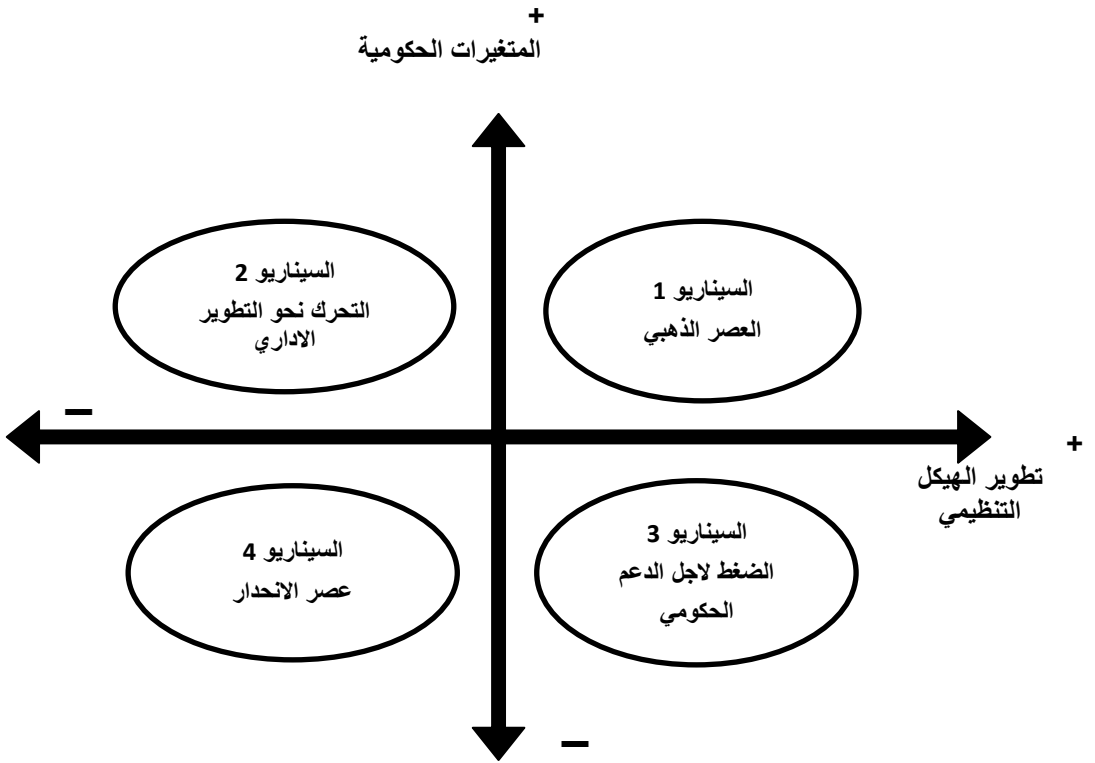 +
المتغيرات الحكومية
السيناريو 2
التحرك نحو التطوير
الاداري
السيناريو 1
العصر الذهبي
–
+
تطوير الهيكل
التنظيمي
السيناريو 4
عصر الانحدار
السيناريو 3
الضغط لاجل الدعم
الحكومي
–